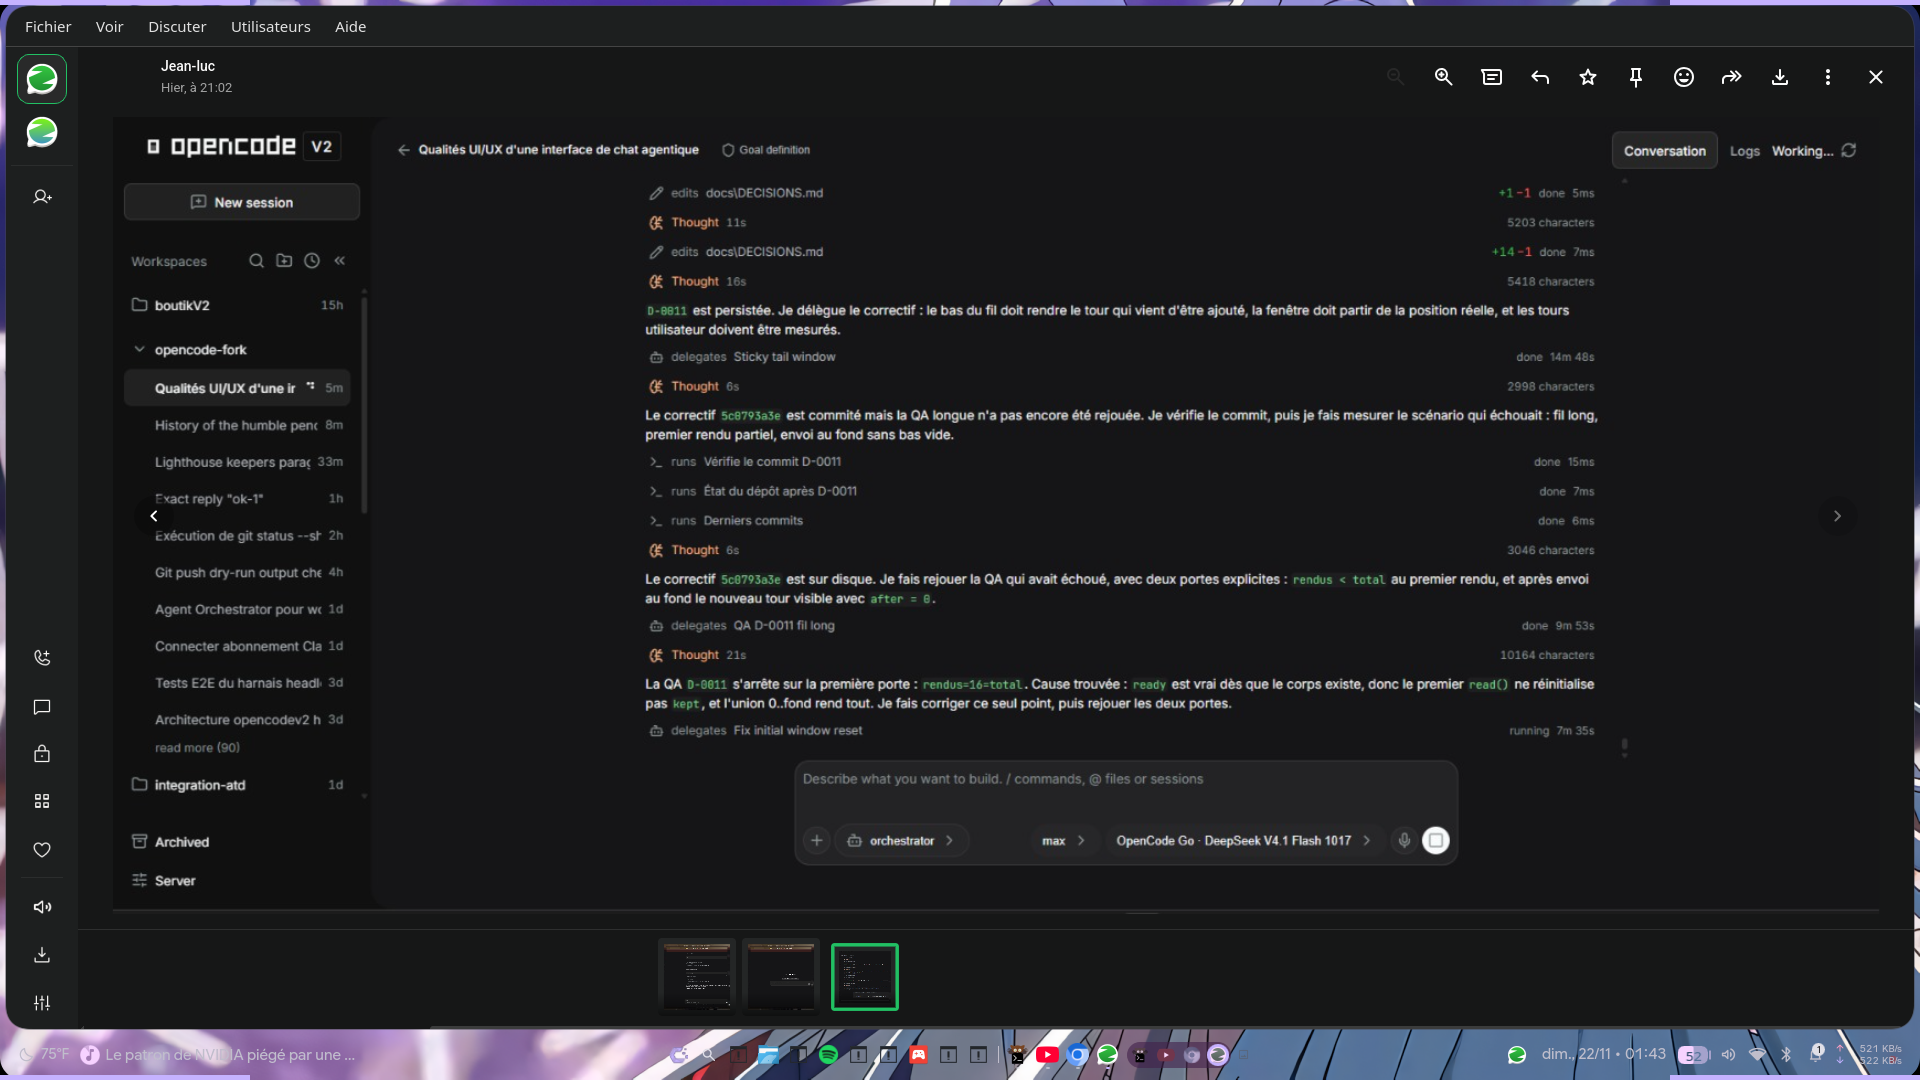 Fichier Voir Discuter Utilisateurs Aide
Jean-luc
Hier, à 21:02
opencode V2
Qualités UI/UX d'une interface de chat agentique Goal definition
Conversation Logs Working...
New session
Workspaces
boutikV2 15h
opencode-fork
Qualités UI/UX d'une ir 5m
History of the humble penc 8m
Lighthouse keepers parag 33m
Exact reply "ok-1" 1h
Exécution de git status --sh 2h
Git push dry-run output che 4h
Agent Orchestrator pour wo 1d
Connecter abonnement Cla 1d
Tests E2E du harnais headl 3d
Architecture opencodev2 h 3d
read more (90)
integration-atd 1d
Archived
Server
edits docs\DECISIONS.md +1 −1 done 5ms
Thought 11s 5203 characters
edits docs\DECISIONS.md +14 −1 done 7ms
Thought 16s 5418 characters
D-0011 est persistée. Je délègue le correctif : le bas du fil doit rendre le tour qui vient d'être ajouté, la fenêtre doit partir de la position réelle, et les tours
utilisateur doivent être mesurés.
delegates Sticky tail window done 14m 48s
Thought 6s 2998 characters
Le correctif 5c0793a3e est commité mais la QA longue n'a pas encore été rejouée. Je vérifie le commit, puis je fais mesurer le scénario qui échouait : fil long,
premier rendu partiel, envoi au fond sans bas vide.
runs Vérifie le commit D-0011 done 15ms
runs État du dépôt après D-0011 done 7ms
runs Derniers commits done 6ms
Thought 6s 3046 characters
Le correctif 5c0793a3e est sur disque. Je fais rejouer la QA qui avait échoué, avec deux portes explicites : rendus < total au premier rendu, et après envoi
au fond le nouveau tour visible avec after = 0.
delegates QA D-0011 fil long done 9m 53s
Thought 21s 10164 characters
La QA D-0011 s'arrête sur la première porte : rendus=16=total. Cause trouvée : ready est vrai dès que le corps existe, donc le premier read() ne réinitialise
pas kept, et l'union 0..fond rend tout. Je fais corriger ce seul point, puis rejouer les deux portes.
delegates Fix initial window reset running 7m 35s
Describe what you want to build. / commands, @ files or sessions
orchestrator max OpenCode Go · DeepSeek V4.1 Flash 1017
75°F Le patron de NVIDIA piégé par une ...
dim., 22/11 • 01:43 52 1 521 KB/s
522 KB/s